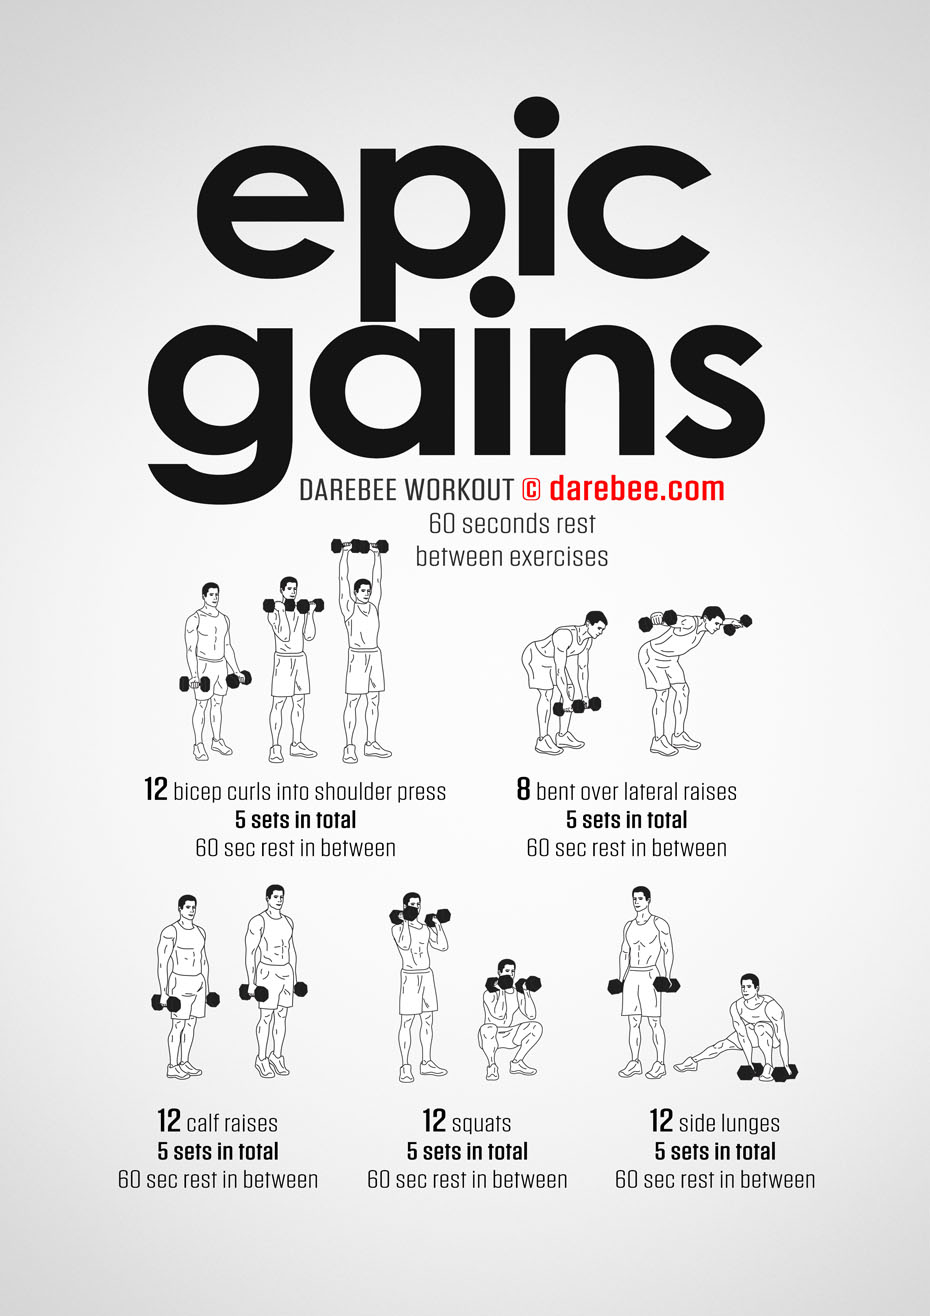 epic
gains
DAREBEE WORKOUT © darebee.com
60 seconds rest
between exercises
12 bicep curls into shoulder press
5 sets in total
60 sec rest in between
8 bent over lateral raises
5 sets in total
60 sec rest in between
12 calf raises
5 sets in total
60 sec rest in between
12 squats
5 sets in total
60 sec rest in between
12 side lunges
5 sets in total
60 sec rest in between